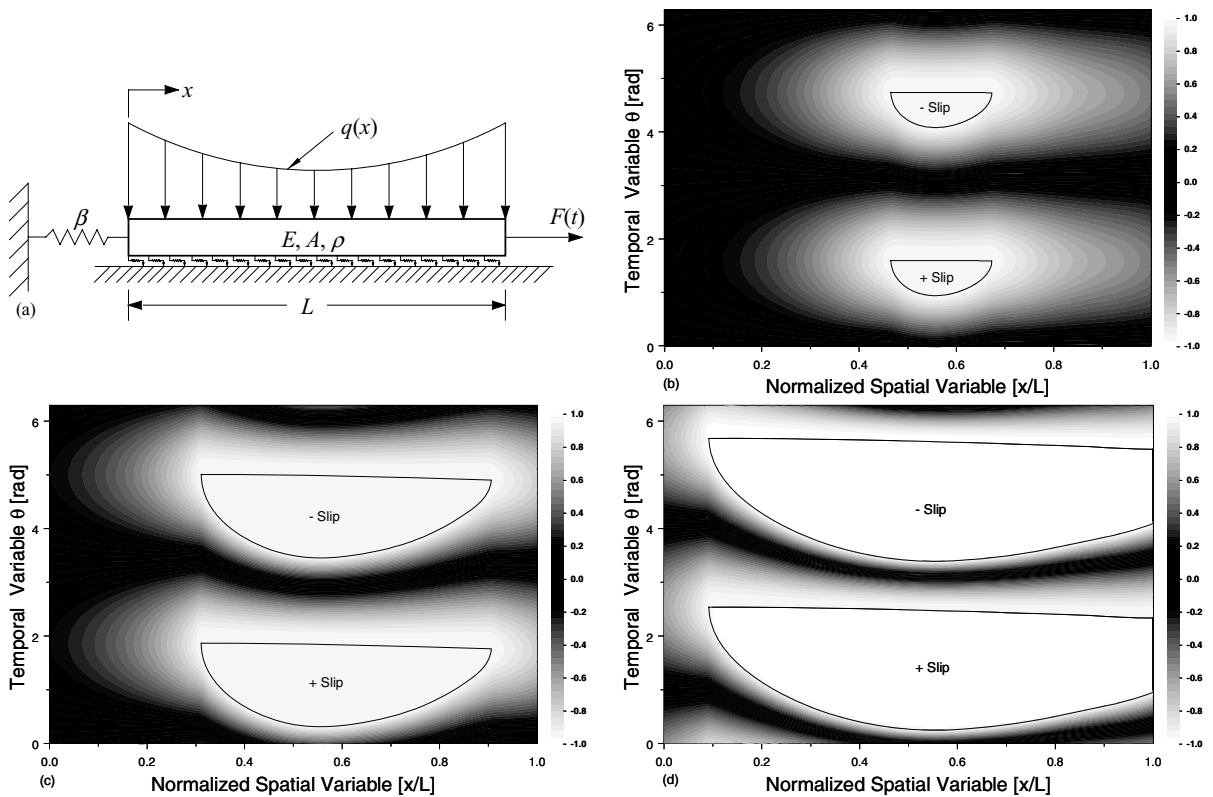 x
q(x)
β
F(t)
E, A, ρ
L
(a)
Temporal Variable θ [rad]
6
4
2
0
- Slip
+ Slip
0.0
0.2
0.4
0.6
0.8
1.0
(b)
Normalized Spatial Variable [x/L]
1.0
0.8
0.6
0.4
0.2
0.0
-0.2
-0.4
-0.6
-0.8
-1.0
Temporal Variable θ [rad]
6
4
2
0
- Slip
+ Slip
0.0
0.2
0.4
0.6
0.8
1.0
(c)
Normalized Spatial Variable [x/L]
1.0
0.8
0.6
0.4
0.2
0.0
-0.2
-0.4
-0.6
-0.8
-1.0
Temporal Variable θ [rad]
6
4
2
0
- Slip
+ Slip
0.0
0.2
0.4
0.6
0.8
1.0
(d)
Normalized Spatial Variable [x/L]
1.0
0.8
0.6
0.4
0.2
0.0
-0.2
-0.4
-0.6
-0.8
-1.0